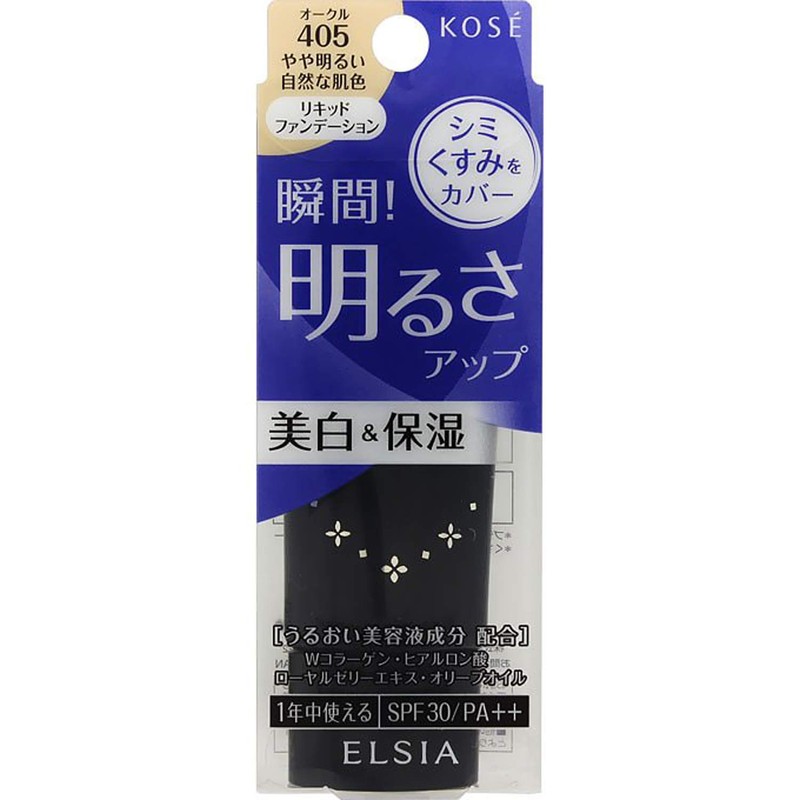 オークル
405
やや明るい
自然な肌色
リキッド
ファンデーション
KOSÉ
シミ
くすみを
カバー
瞬間!
明るさ
アップ
美白&保湿
[うるおい美容液成分 配合]
Wコラーゲン・ヒアルロン酸
ローヤルゼリーエキス・オリーブオイル
1年中使える SPF30/PA++
ELSIA